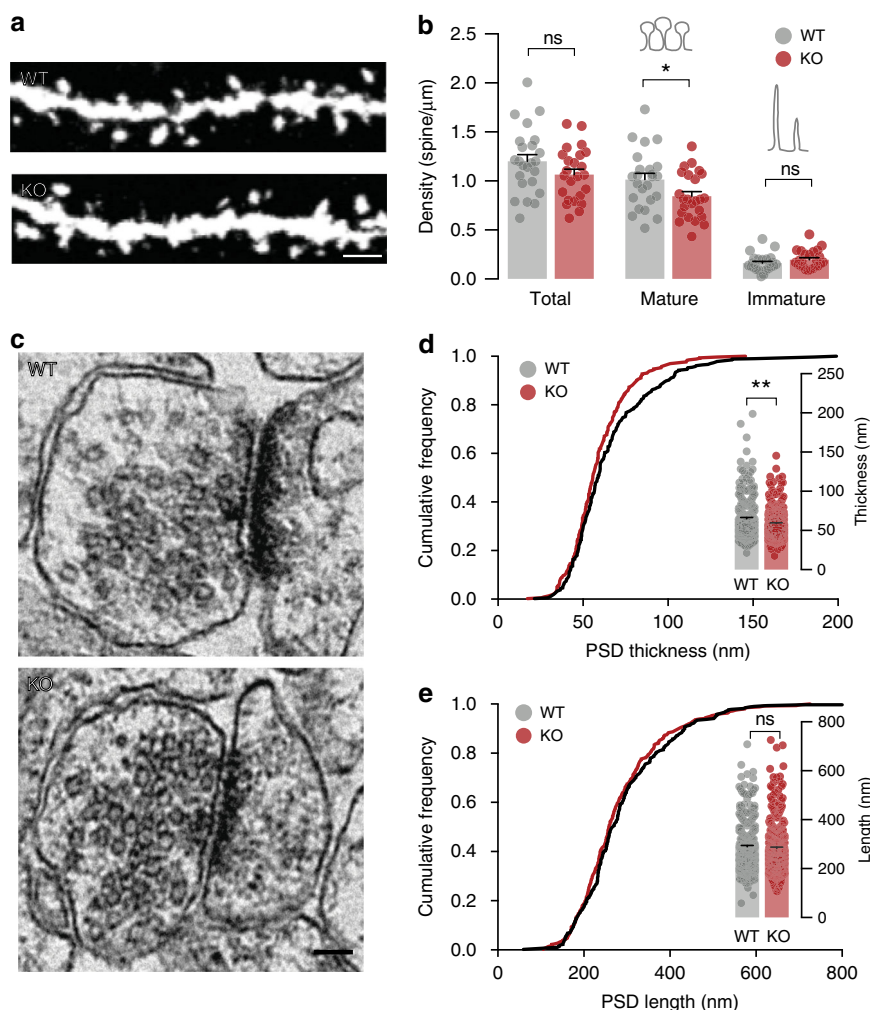 a
WT
KO
b
2.5
2.0
1.5
1.0
0.5
0.0
Density (spine/μm)
ns
*
ns
WT
KO
Total
Mature
Immature
c
WT
KO
d
1.0
0.8
0.6
0.4
0.2
0.0
Cumulative frequency
WT
KO
0
50
100
150
200
PSD thickness (nm)
**
250
200
150
100
50
0
Thickness (nm)
WT
KO
e
1.0
0.8
0.6
0.4
0.2
0.0
Cumulative frequency
WT
KO
0
200
400
600
800
PSD length (nm)
ns
800
600
400
200
0
Length (nm)
WT
KO